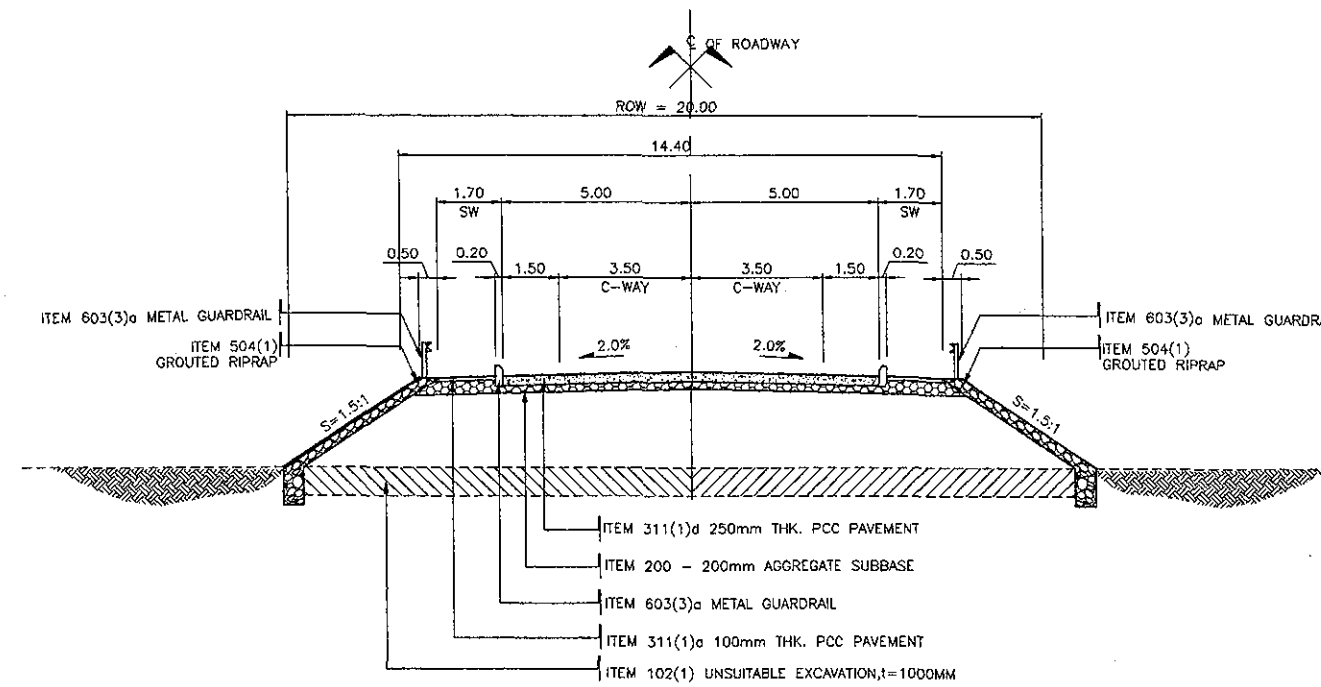 ℄ OF ROADWAY
ROW = 20.00
14.40
1.70 5.00 5.00 1.70
SW SW
0.50 0.20 1.50 3.50 3.50 1.50 0.20 0.50
C-WAY C-WAY
ITEM 603(3)a METAL GUARDRAIL
ITEM 504(1)
GROUTED RIPRAP
2.0% 2.0%
ITEM 603(3)a METAL GUARDRA
ITEM 504(1)
GROUTED RIPRAP
S=1.5:1 S=1.5:1
ITEM 311(1)d 250mm THK. PCC PAVEMENT
ITEM 200 - 200mm AGGREGATE SUBBASE
ITEM 603(3)a METAL GUARDRAIL
ITEM 311(1)a 100mm THK. PCC PAVEMENT
ITEM 102(1) UNSUITABLE EXCAVATION,t=1000MM